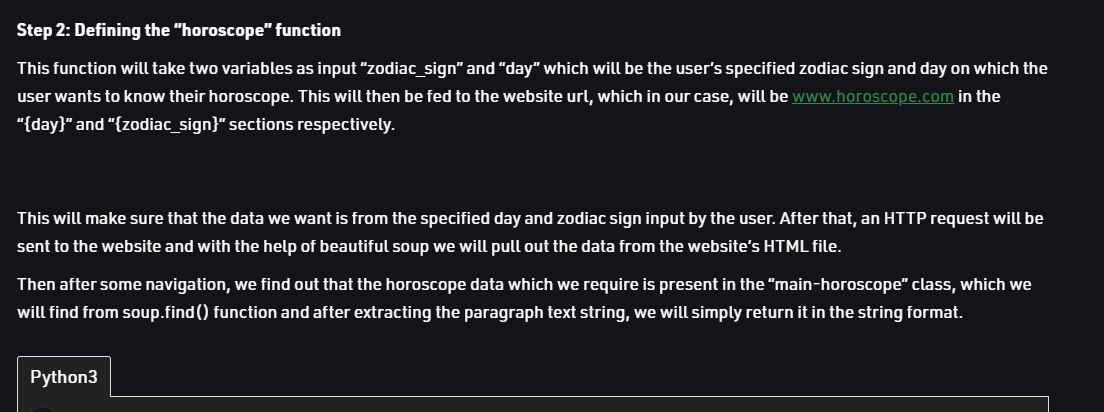 Step 2: Defining the “horoscope” function
This function will take two variables as input “zodiac_sign” and “day” which will be the user’s specified zodiac sign and day on which the
user wants to know their horoscope. This will then be fed to the website url, which in our case, will be www.horoscope.com in the
“{day}” and “{zodiac_sign}” sections respectively.
This will make sure that the data we want is from the specified day and zodiac sign input by the user. After that, an HTTP request will be
sent to the website and with the help of beautiful soup we will pull out the data from the website’s HTML file.
Then after some navigation, we find out that the horoscope data which we require is present in the “main-horoscope” class, which we
will find from soup.find() function and after extracting the paragraph text string, we will simply return it in the string format.
Python3